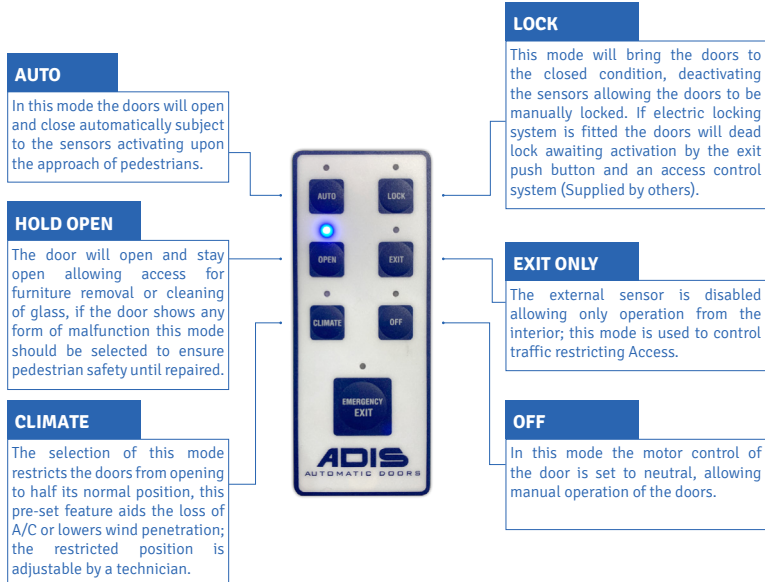 AUTO
In this mode the doors will open
and close automatically subject
to the sensors activating upon
the approach of pedestrians.
HOLD OPEN
The door will open and stay
open allowing access for
furniture removal or cleaning
of glass, if the door shows any
form of malfunction this mode
should be selected to ensure
pedestrian safety until repaired.
CLIMATE
The selection of this mode
restricts the doors from opening
to half its normal position, this
pre-set feature aids the loss of
A/C or lowers wind penetration;
the restricted position is
adjustable by a technician.
AUTO LOCK
OPEN EXIT
CLIMATE OFF
EMERGENCY
EXIT
ADIS
AUTOMATIC DOORS
LOCK
This mode will bring the doors to
the closed condition, deactivating
the sensors allowing the doors to be
manually locked. If electric locking
system is fitted the doors will dead
lock awaiting activation by the exit
push button and an access control
system (Supplied by others).
EXIT ONLY
The external sensor is disabled
allowing only operation from the
interior; this mode is used to control
traffic restricting Access.
OFF
In this mode the motor control of
the door is set to neutral, allowing
manual operation of the doors.